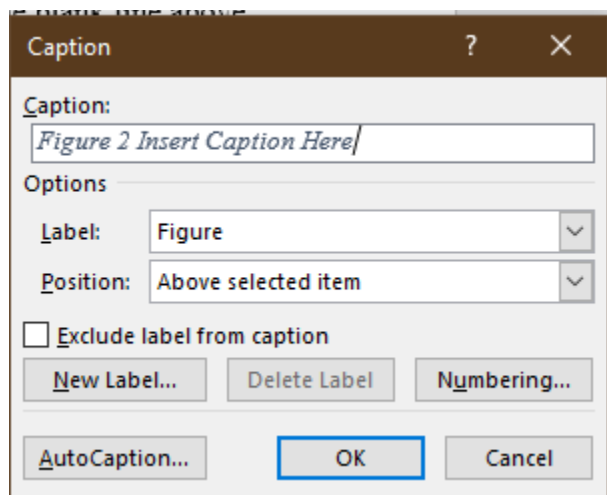 Caption ? ×
Caption:
Figure 2 Insert Caption Here
Options
Label: Figure
Position: Above selected item
Exclude label from caption
New Label... Delete Label Numbering...
AutoCaption... OK Cancel